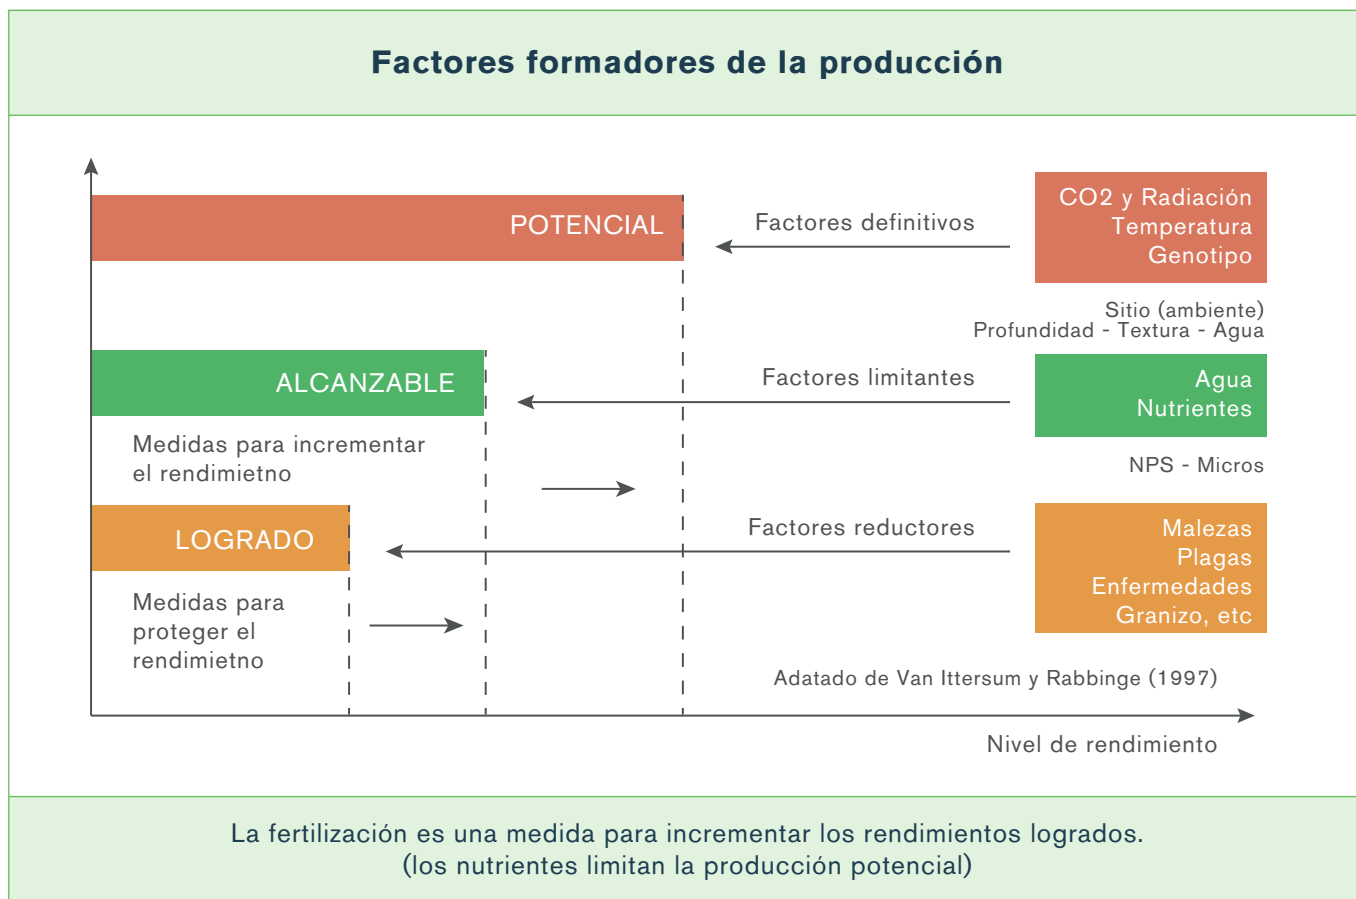 Factores formadores de la producción
POTENCIAL
Factores definitivos
CO2 y Radiación
Temperatura
Genotipo
Sitio (ambiente)
Profundidad - Textura - Agua
ALCANZABLE
Factores limitantes
Agua
Nutrientes
Medidas para incrementar
el rendimietno
NPS - Micros
LOGRADO
Factores reductores
Malezas
Plagas
Enfermedades
Granizo, etc
Medidas para
proteger el
rendimietno
Adatado de Van Ittersum y Rabbinge (1997)
Nivel de rendimiento
La fertilización es una medida para incrementar los rendimientos logrados.
(los nutrientes limitan la producción potencial)